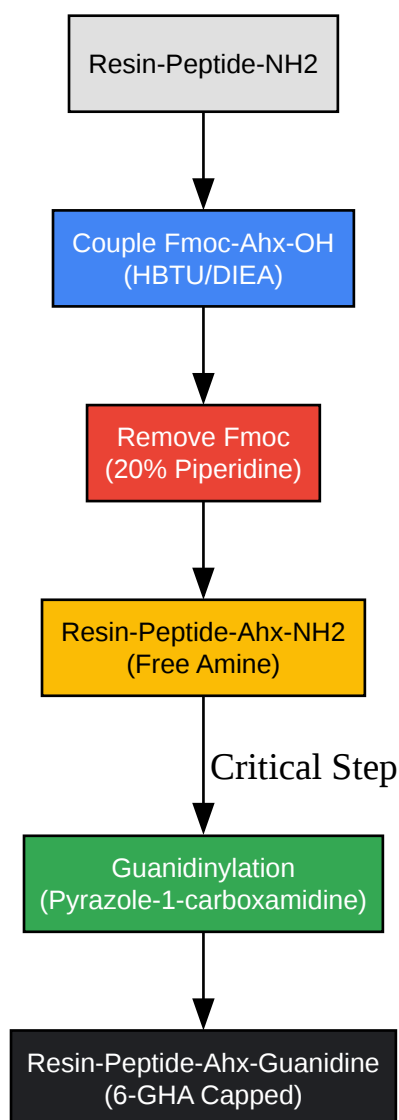 Resin-Peptide-NH2
Couple Fmoc-Ahx-OH
(HBTU/DIEA)
Remove Fmoc
(20% Piperidine)
Resin-Peptide-Ahx-NH2
(Free Amine)
Critical Step
Guanidinylation
(Pyrazole-1-carboxamidine)
Resin-Peptide-Ahx-Guanidine
(6-GHA Capped)